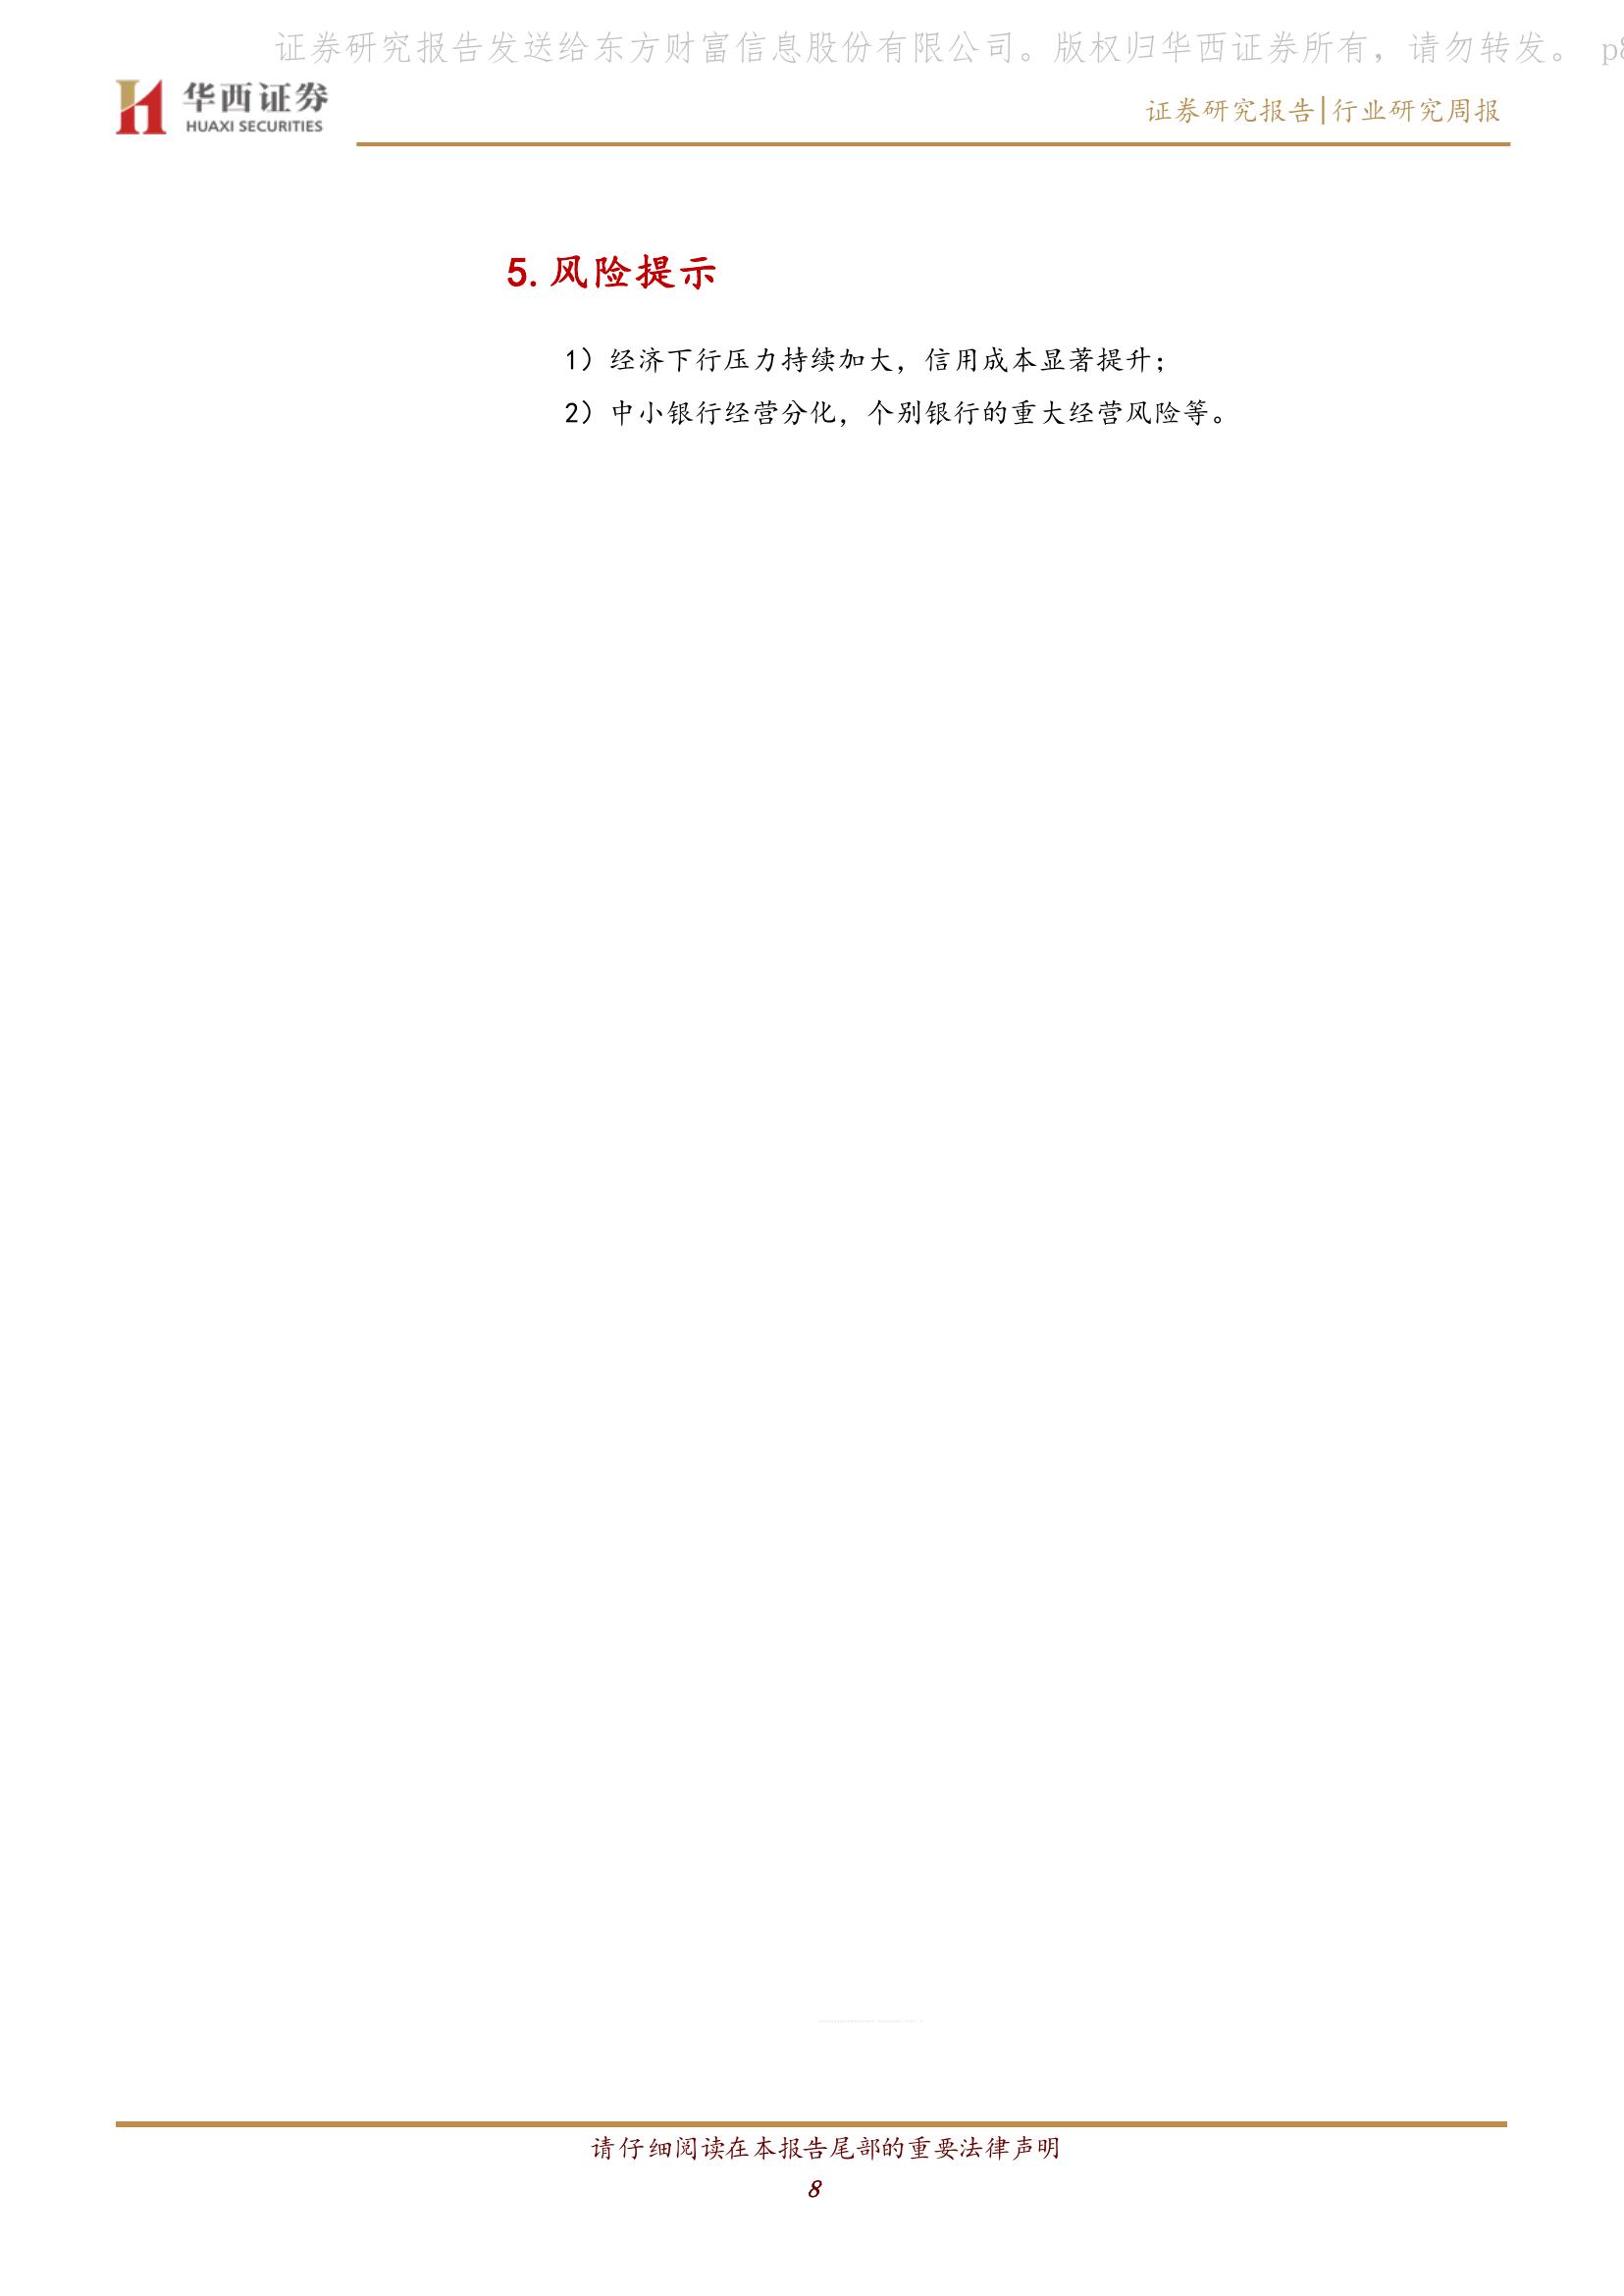 证券研究报告发送给东方财富信息股份有限公司。版权归华西证券所有，请勿转发。 p8
华西证券
HUAXI SECURITIES
证券研究报告|行业研究周报
5.风险提示
1）经济下行压力持续加大，信用成本显著提升；
2）中小银行经营分化，个别银行的重大经营风险等。
请仔细阅读在本报告尾部的重要法律声明
8